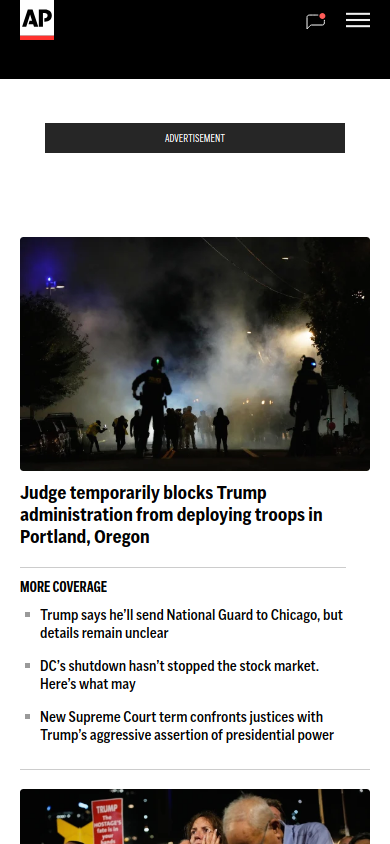 AP
ADVERTISEMENT
Judge temporarily blocks Trump
administration from deploying troops in
Portland, Oregon
MORE COVERAGE
Trump says he’ll send National Guard to Chicago, but
details remain unclear
DC’s shutdown hasn’t stopped the stock market.
Here’s what may
New Supreme Court term confronts justices with
Trump’s aggressive assertion of presidential power
TRUMP
THE
HOSTAGE'S
fate is in
your
hands